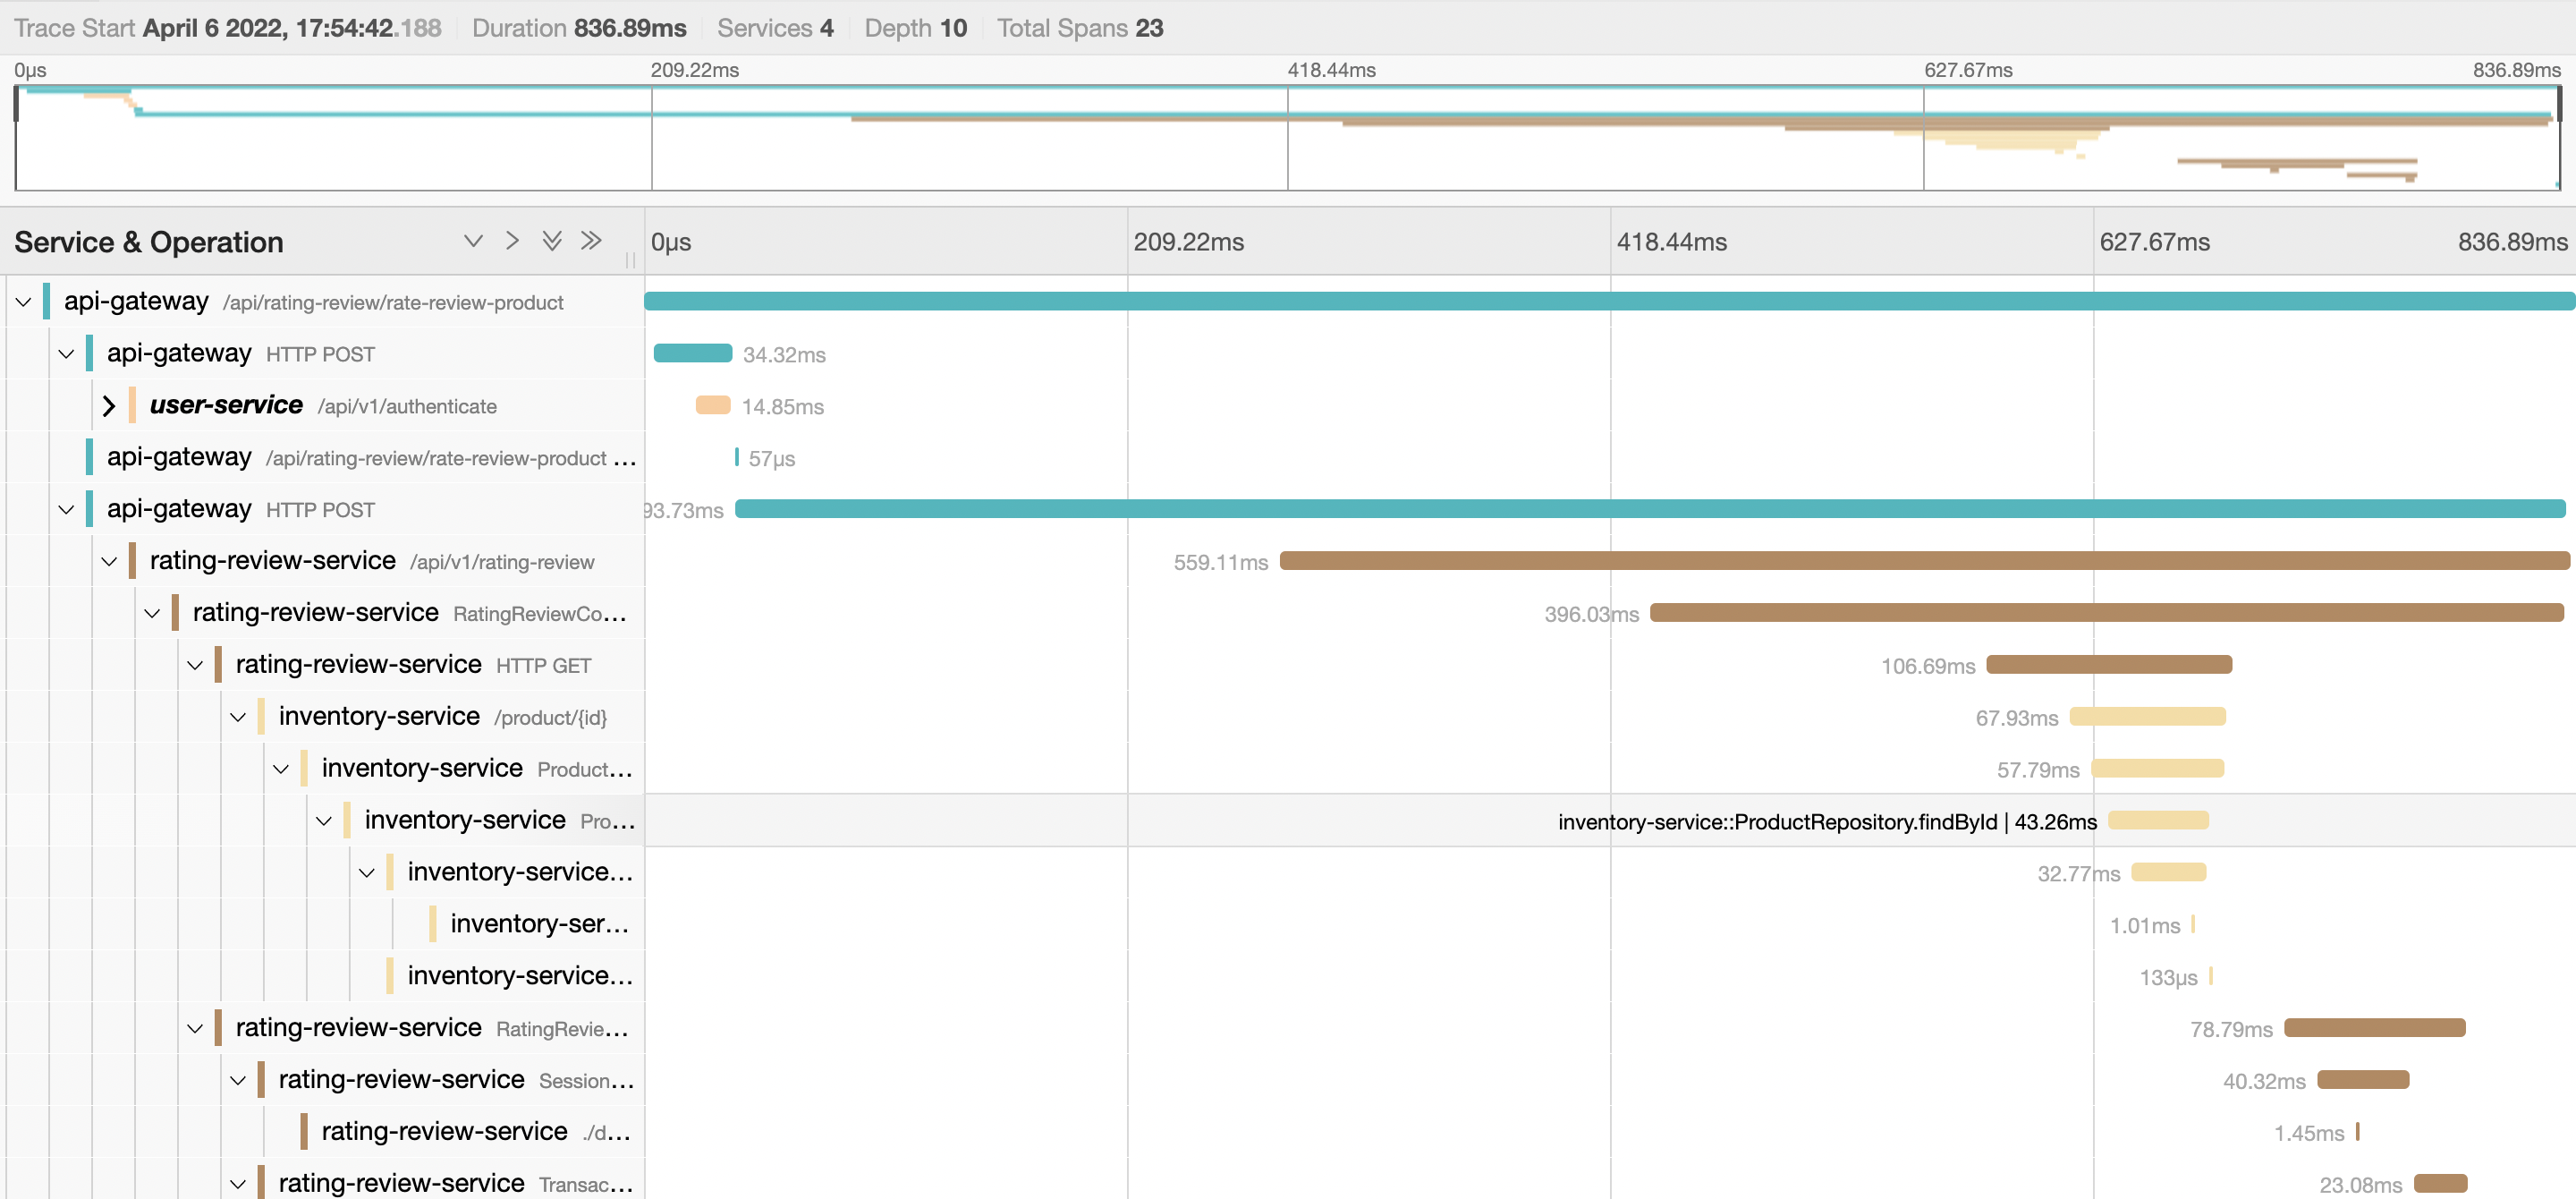 Trace Start April 6 2022, 17:54:42.188 Duration 836.89ms Services 4 Depth 10 Total Spans 23
0μs 209.22ms 418.44ms 627.67ms 836.89ms
Service & Operation 0μs 209.22ms 418.44ms 627.67ms 836.89ms
api-gateway /api/rating-review/rate-review-product
api-gateway HTTP POST 34.32ms
user-service /api/v1/authenticate 14.85ms
api-gateway /api/rating-review/rate-review-product ... 57μs
api-gateway HTTP POST 93.73ms
rating-review-service /api/v1/rating-review 559.11ms
rating-review-service RatingReviewCo... 396.03ms
rating-review-service HTTP GET 106.69ms
inventory-service /product/{id} 67.93ms
inventory-service Product... 57.79ms
inventory-service Pro... inventory-service::ProductRepository.findById | 43.26ms
inventory-service... 32.77ms
inventory-ser... 1.01ms
inventory-service... 133μs
rating-review-service RatingRevie... 78.79ms
rating-review-service Session... 40.32ms
rating-review-service ./d... 1.45ms
rating-review-service Transac... 23.08ms